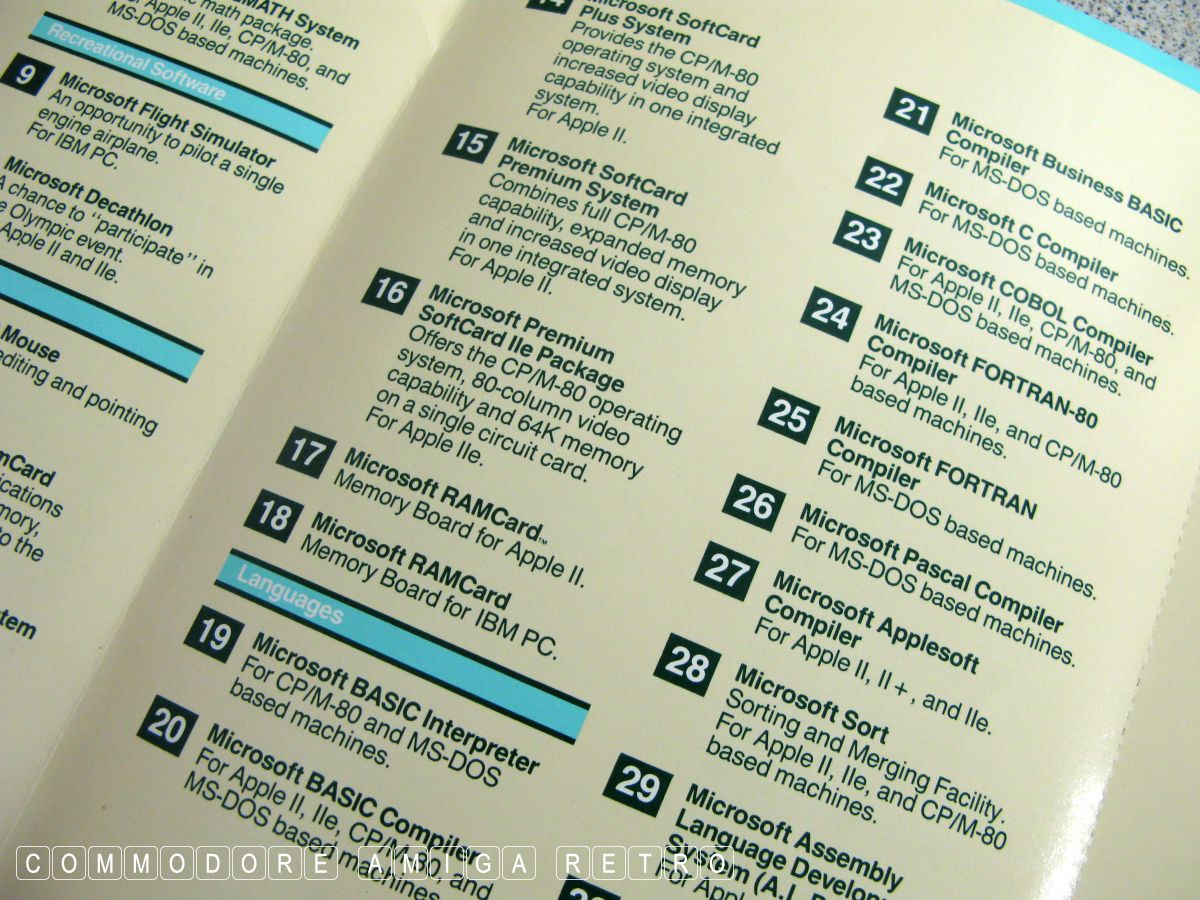 MATH System
math package.
Apple II, IIe, CP/M-80, and
MS-DOS based machines.
Recreational Software
9 Microsoft Flight Simulator
An opportunity to pilot a single
engine airplane.
For IBM PC.
Microsoft Decathlon
A chance to “participate” in
Olympic event.
Apple II and IIe.
Mouse
editing and pointing
mCard
ications
mory,
to the
tem
14 Microsoft SoftCard
Plus System
Provides the CP/M-80
operating system and
increased video display
capability in one integrated
system.
For Apple II.
15 Microsoft SoftCard
Premium System
Combines full CP/M-80
capability, expanded memory
and increased video display
in one integrated system.
For Apple II.
16 Microsoft Premium
SoftCard IIe Package
Offers the CP/M-80 operating
system, 80-column video
capability and 64K memory
on a single circuit card.
For Apple IIe.
17 Microsoft RAMCard™
Memory Board for Apple II.
18 Microsoft RAMCard
Memory Board for IBM PC.
Languages
19 Microsoft BASIC Interpreter
For CP/M-80 and MS-DOS
based machines.
20 Microsoft BASIC Compiler
For Apple II, IIe, CP/M-80, and
MS-DOS based machines
21 Microsoft Business BASIC
Compiler
For MS-DOS based machines.
22 Microsoft C Compiler
For MS-DOS based machines.
23 Microsoft COBOL Compiler
For Apple II, IIe, CP/M-80, and
MS-DOS based machines.
24 Microsoft FORTRAN-80
Compiler
For Apple II, IIe, and CP/M-80
based machines.
25 Microsoft FORTRAN
Compiler
For MS-DOS based machines.
26 Microsoft Pascal Compiler
For MS-DOS based machines.
27 Microsoft Applesoft
Compiler
For Apple II, II+, and IIe.
28 Microsoft Sort
Sorting and Merging Facility.
For Apple II, IIe, and CP/M-80
based machines.
29 Microsoft Assembly
Language Develop
System (A.L.
For Appl
COMMODORE AMIGA RETRO